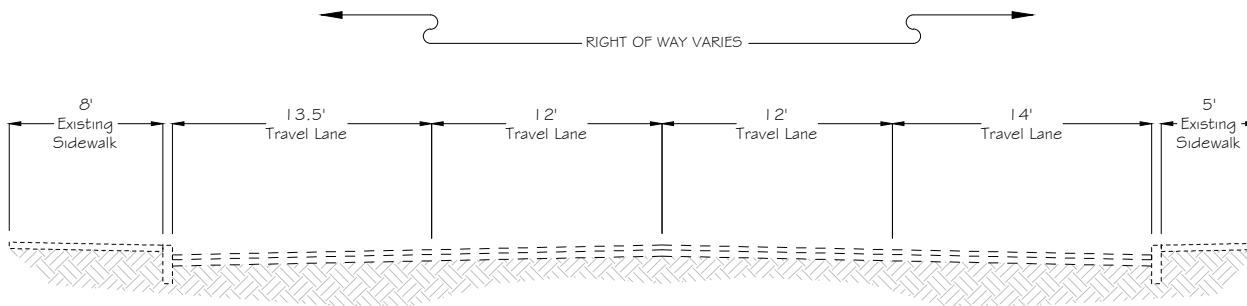 RIGHT OF WAY VARIES
8'
Existing
Sidewalk
13.5'
Travel Lane
12'
Travel Lane
12'
Travel Lane
14'
Travel Lane
5'
Existing
Sidewalk